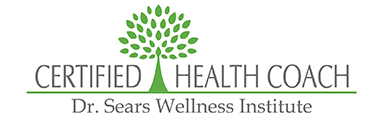 CERTIFIED HEALTH COACH
Dr. Sears Wellness Institute